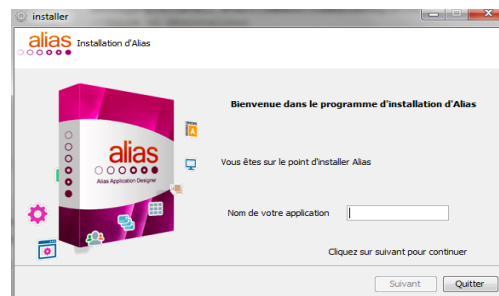 installer
alias Installation d'Alias
Bienvenue dans le programme d'installation d'Alias
alias
Alias Application Designer
Vous êtes sur le point d'installer Alias
Nom de votre application
Cliquez sur suivant pour continuer
Suivant Quitter